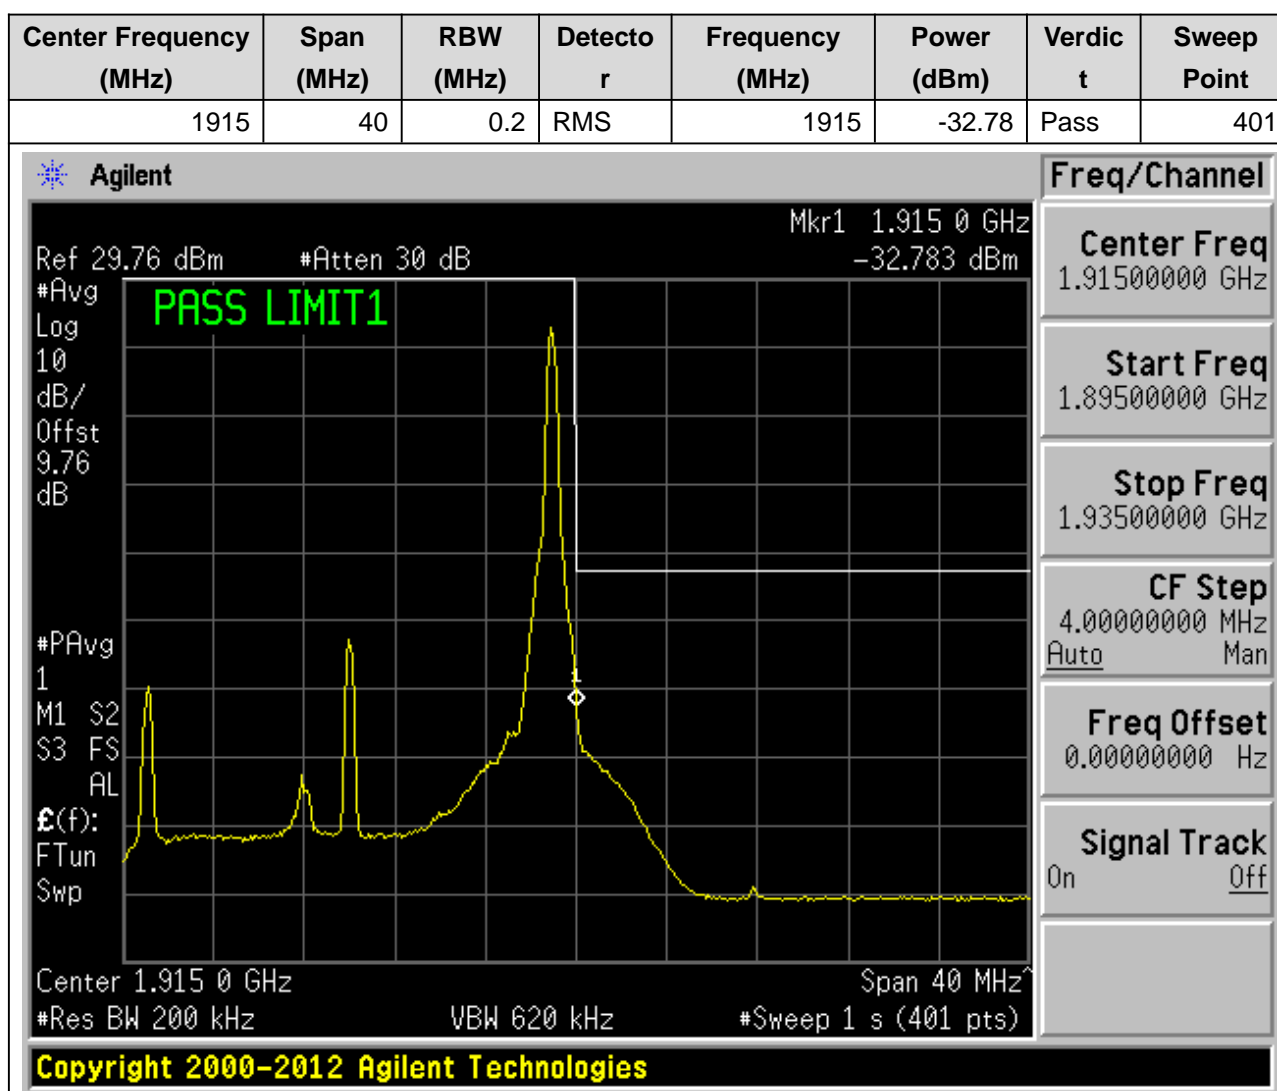 Center Frequency (MHz) Span (MHz) RBW (MHz) Detecto r Frequency (MHz) Power (dBm) Verdic t Sweep Point
1915 40 0.2 RMS 1915 -32.78 Pass 401
Agilent
Freq/Channel
Mkr1 1.915 0 GHz
Ref 29.76 dBm #Atten 30 dB -32.783 dBm
#Avg
Log
10
dB/
Offst
9.76
dB
PASS LIMIT1
#PAvg
1
M1 S2
S3 FS
AL
£(f):
FTun
Swp
1
Center 1.915 0 GHz Span 40 MHz^
#Res BW 200 kHz VBW 620 kHz #Sweep 1 s (401 pts)
Center Freq
1.91500000 GHz
Start Freq
1.89500000 GHz
Stop Freq
1.93500000 GHz
CF Step
4.00000000 MHz
Auto Man
Freq Offset
0.00000000 Hz
Signal Track
On Off
Copyright 2000-2012 Agilent Technologies